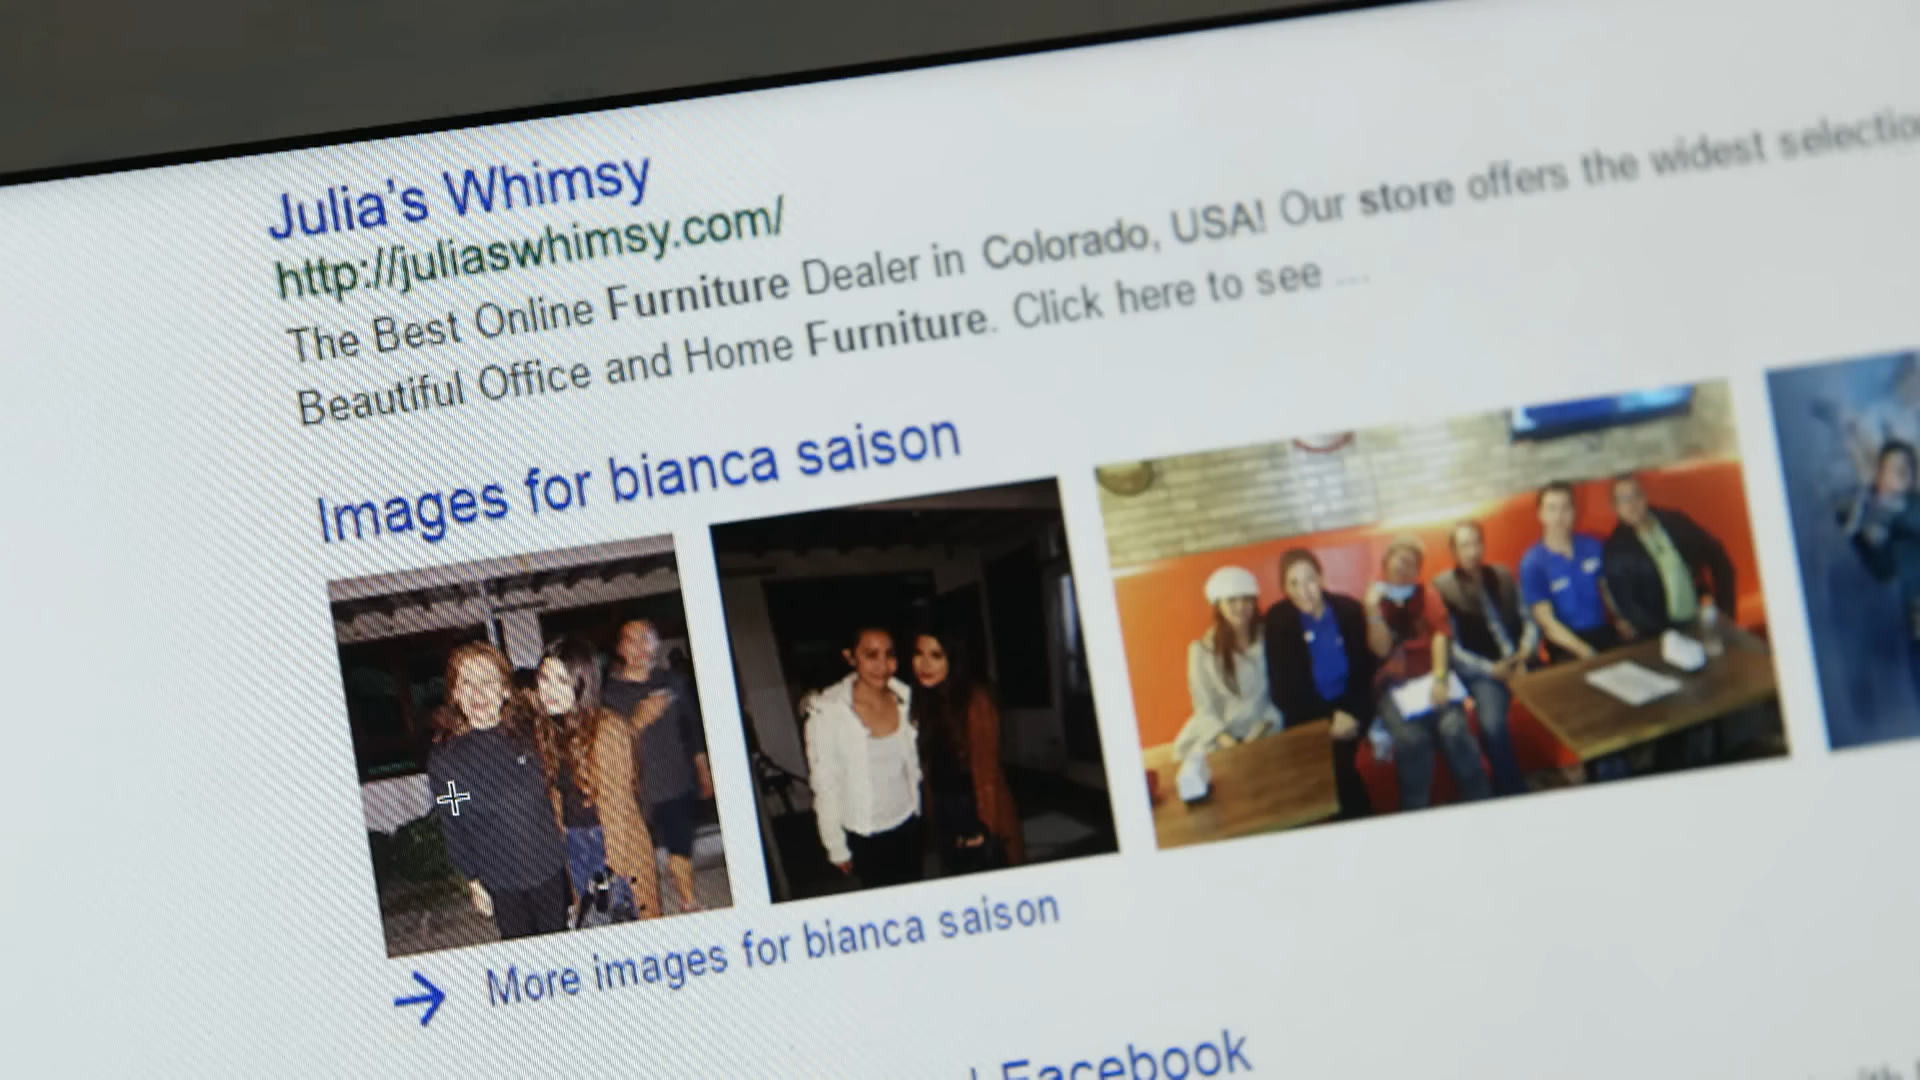 Julia's Whimsy
http://juliaswhimsy.com/
The Best Online Furniture Dealer in Colorado, USA! Our store offers the widest selectio
Beautiful Office and Home Furniture. Click here to see ...
Images for bianca saison
→ More images for bianca saison
| Facebook